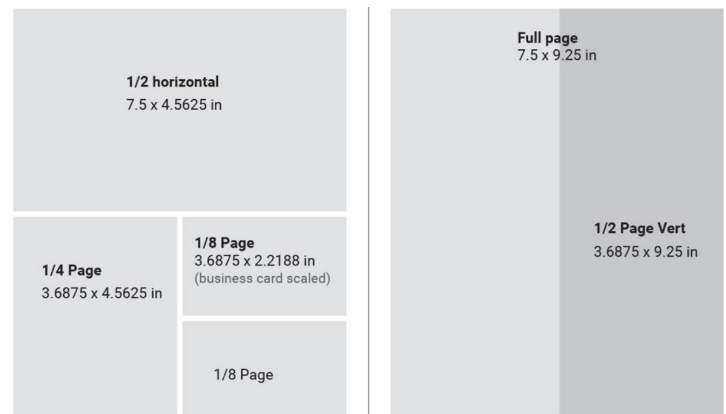 1/2 horizontal
7.5 x 4.5625 in
1/4 Page
3.6875 x 4.5625 in
1/8 Page
3.6875 x 2.2188 in
(business card scaled)
1/8 Page
Full page
7.5 x 9.25 in
1/2 Page Vert
3.6875 x 9.25 in